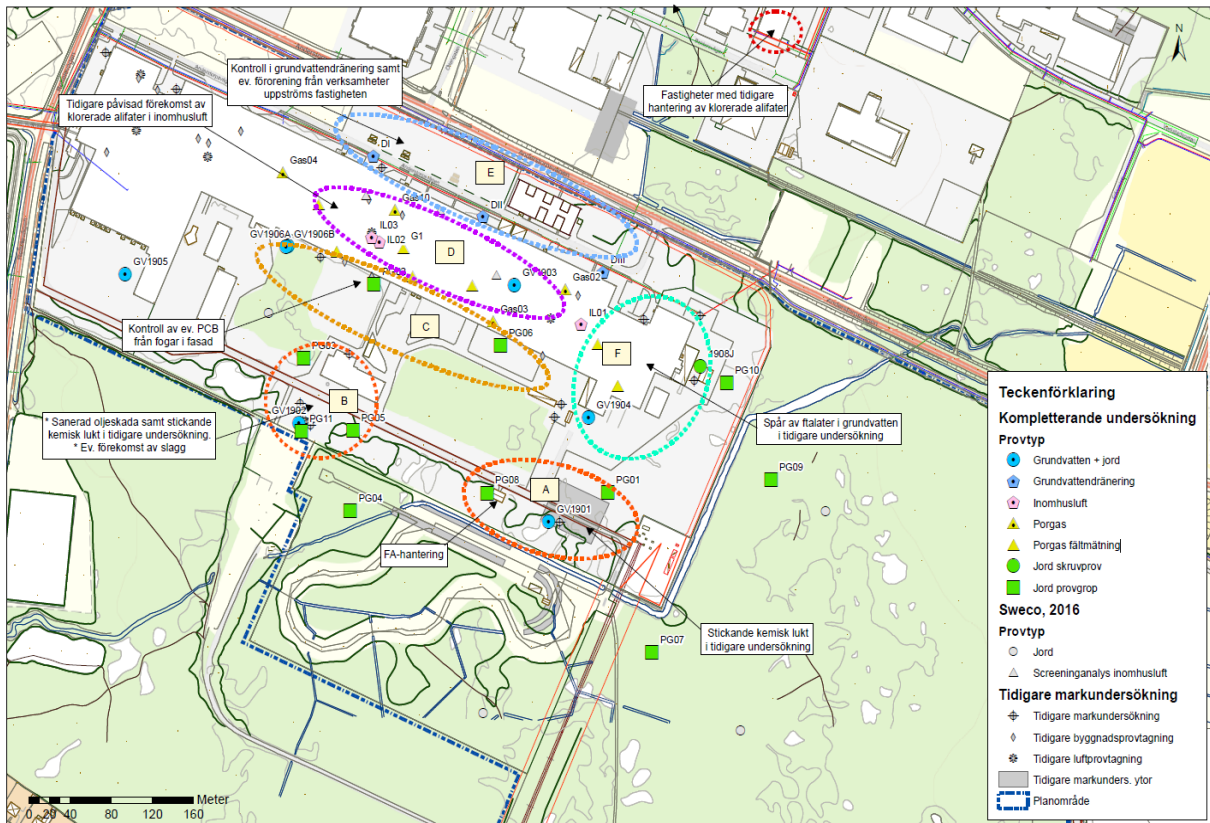 N
Kontroll i grundvattendränering samt
ev. förorening från verksamheter
uppströms fastigheten
Fastigheter med tidigare
hantering av klorerade alifater
Tidigare påvisad förekomst av
klorerade alifater i inomhusluft
DI
Gas04
E
Gas10
DII
IL03
GV1906A
GV1906B
IL02
G1
D
DIII
GV1905
GV1903
Gas02
Gas03
IL01
Kontroll av ev. PCB
från fogar i fasad
C
PG06
PG03
F
PG10
B
GV1902
PG11
PG05
GV1904
* Sanerad oljeskada samt stickande
kemisk lukt i tidigare undersökning.
* Ev. förekomst av slagg
Spår av ftalater i grundvatten
i tidigare undersökning
PG08
A
PG01
PG09
PG04
GV1901
FA-hantering
Stickande kemisk lukt
i tidigare undersökning
PG07
Meter
0 20 40 80 120 160
Teckenförklaring
Kompletterande undersökning
Provtyp
Grundvatten + jord
Grundvattendränering
Inomhusluft
Porgas
Porgas fältmätning
Jord skruvprov
Jord provgrop
Sweco, 2016
Provtyp
Jord
Screeninganalys inomhusluft
Tidigare markundersökning
Tidigare markundersökning
Tidigare byggnadsprovtagning
Tidigare luftprovtagning
Tidigare markunders. ytor
Planområde